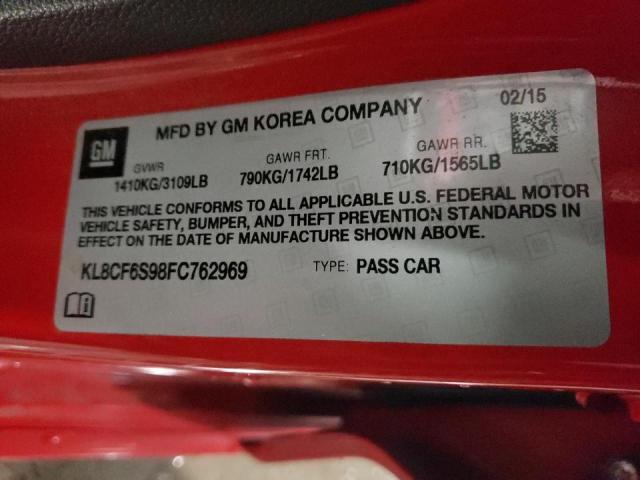 MFD BY GM KOREA COMPANY 02/15
GM
GVWR GAWR FRT. GAWR RR.
1410KG/3109LB 790KG/1742LB 710KG/1565LB
THIS VEHICLE CONFORMS TO ALL APPLICABLE U.S. FEDERAL MOTOR
VEHICLE SAFETY, BUMPER, AND THEFT PREVENTION STANDARDS IN
EFFECT ON THE DATE OF MANUFACTURE SHOWN ABOVE.
KL8CF6S98FC762969 TYPE: PASS CAR